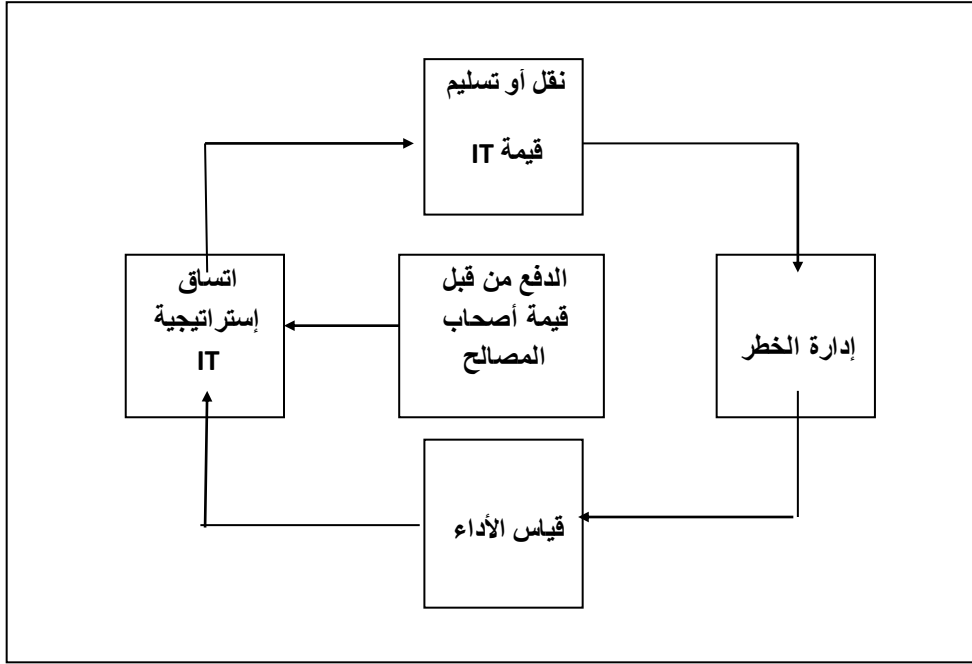 نقل أو تسليم
قيمة IT
اتساق
إستراتيجية
IT
الدفع من قبل
قيمة أصحاب
المصالح
إدارة الخطر
قياس الأداء